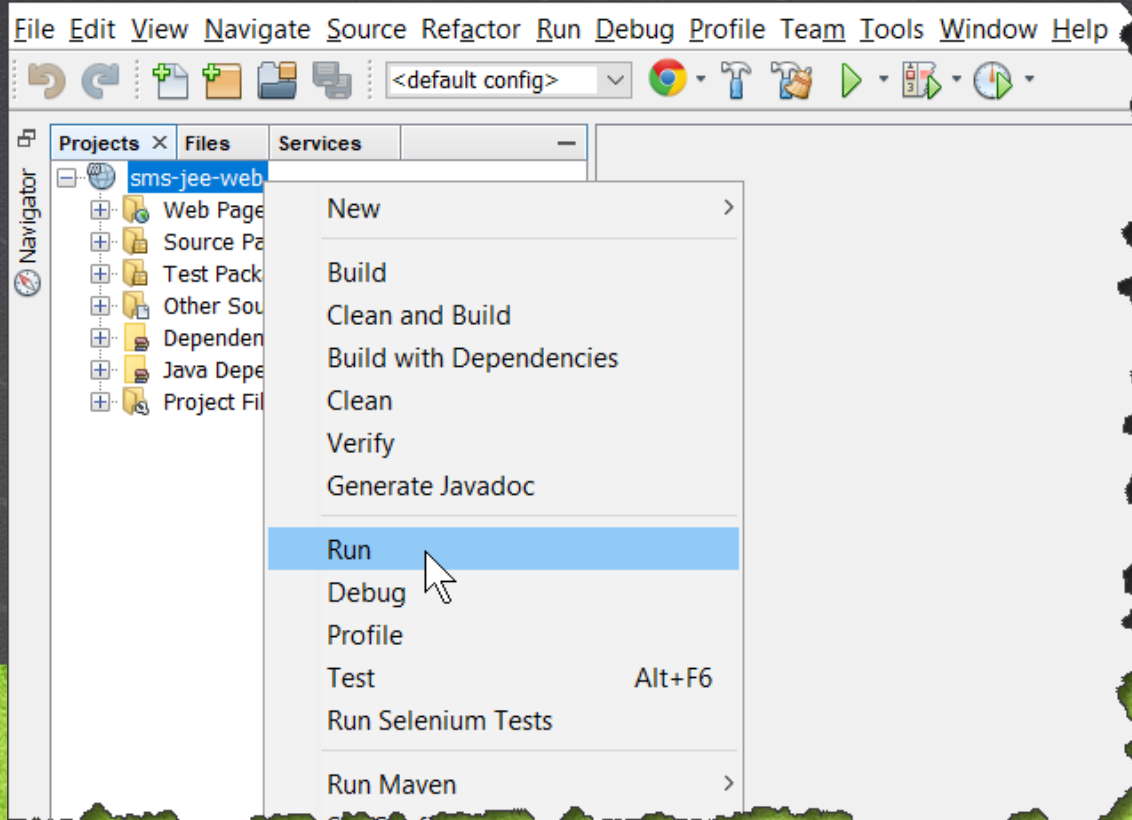 File Edit View Navigate Source Refactor Run Debug Profile Team Tools Window Help
<default config>
Projects Files Services
Navigator
sms-jee-web
Web Page
Source Pa
Test Pack
Other Sou
Dependen
Java Depe
Project Fil
New
Build
Clean and Build
Build with Dependencies
Clean
Verify
Generate Javadoc
Run
Debug
Profile
Test Alt+F6
Run Selenium Tests
Run Maven